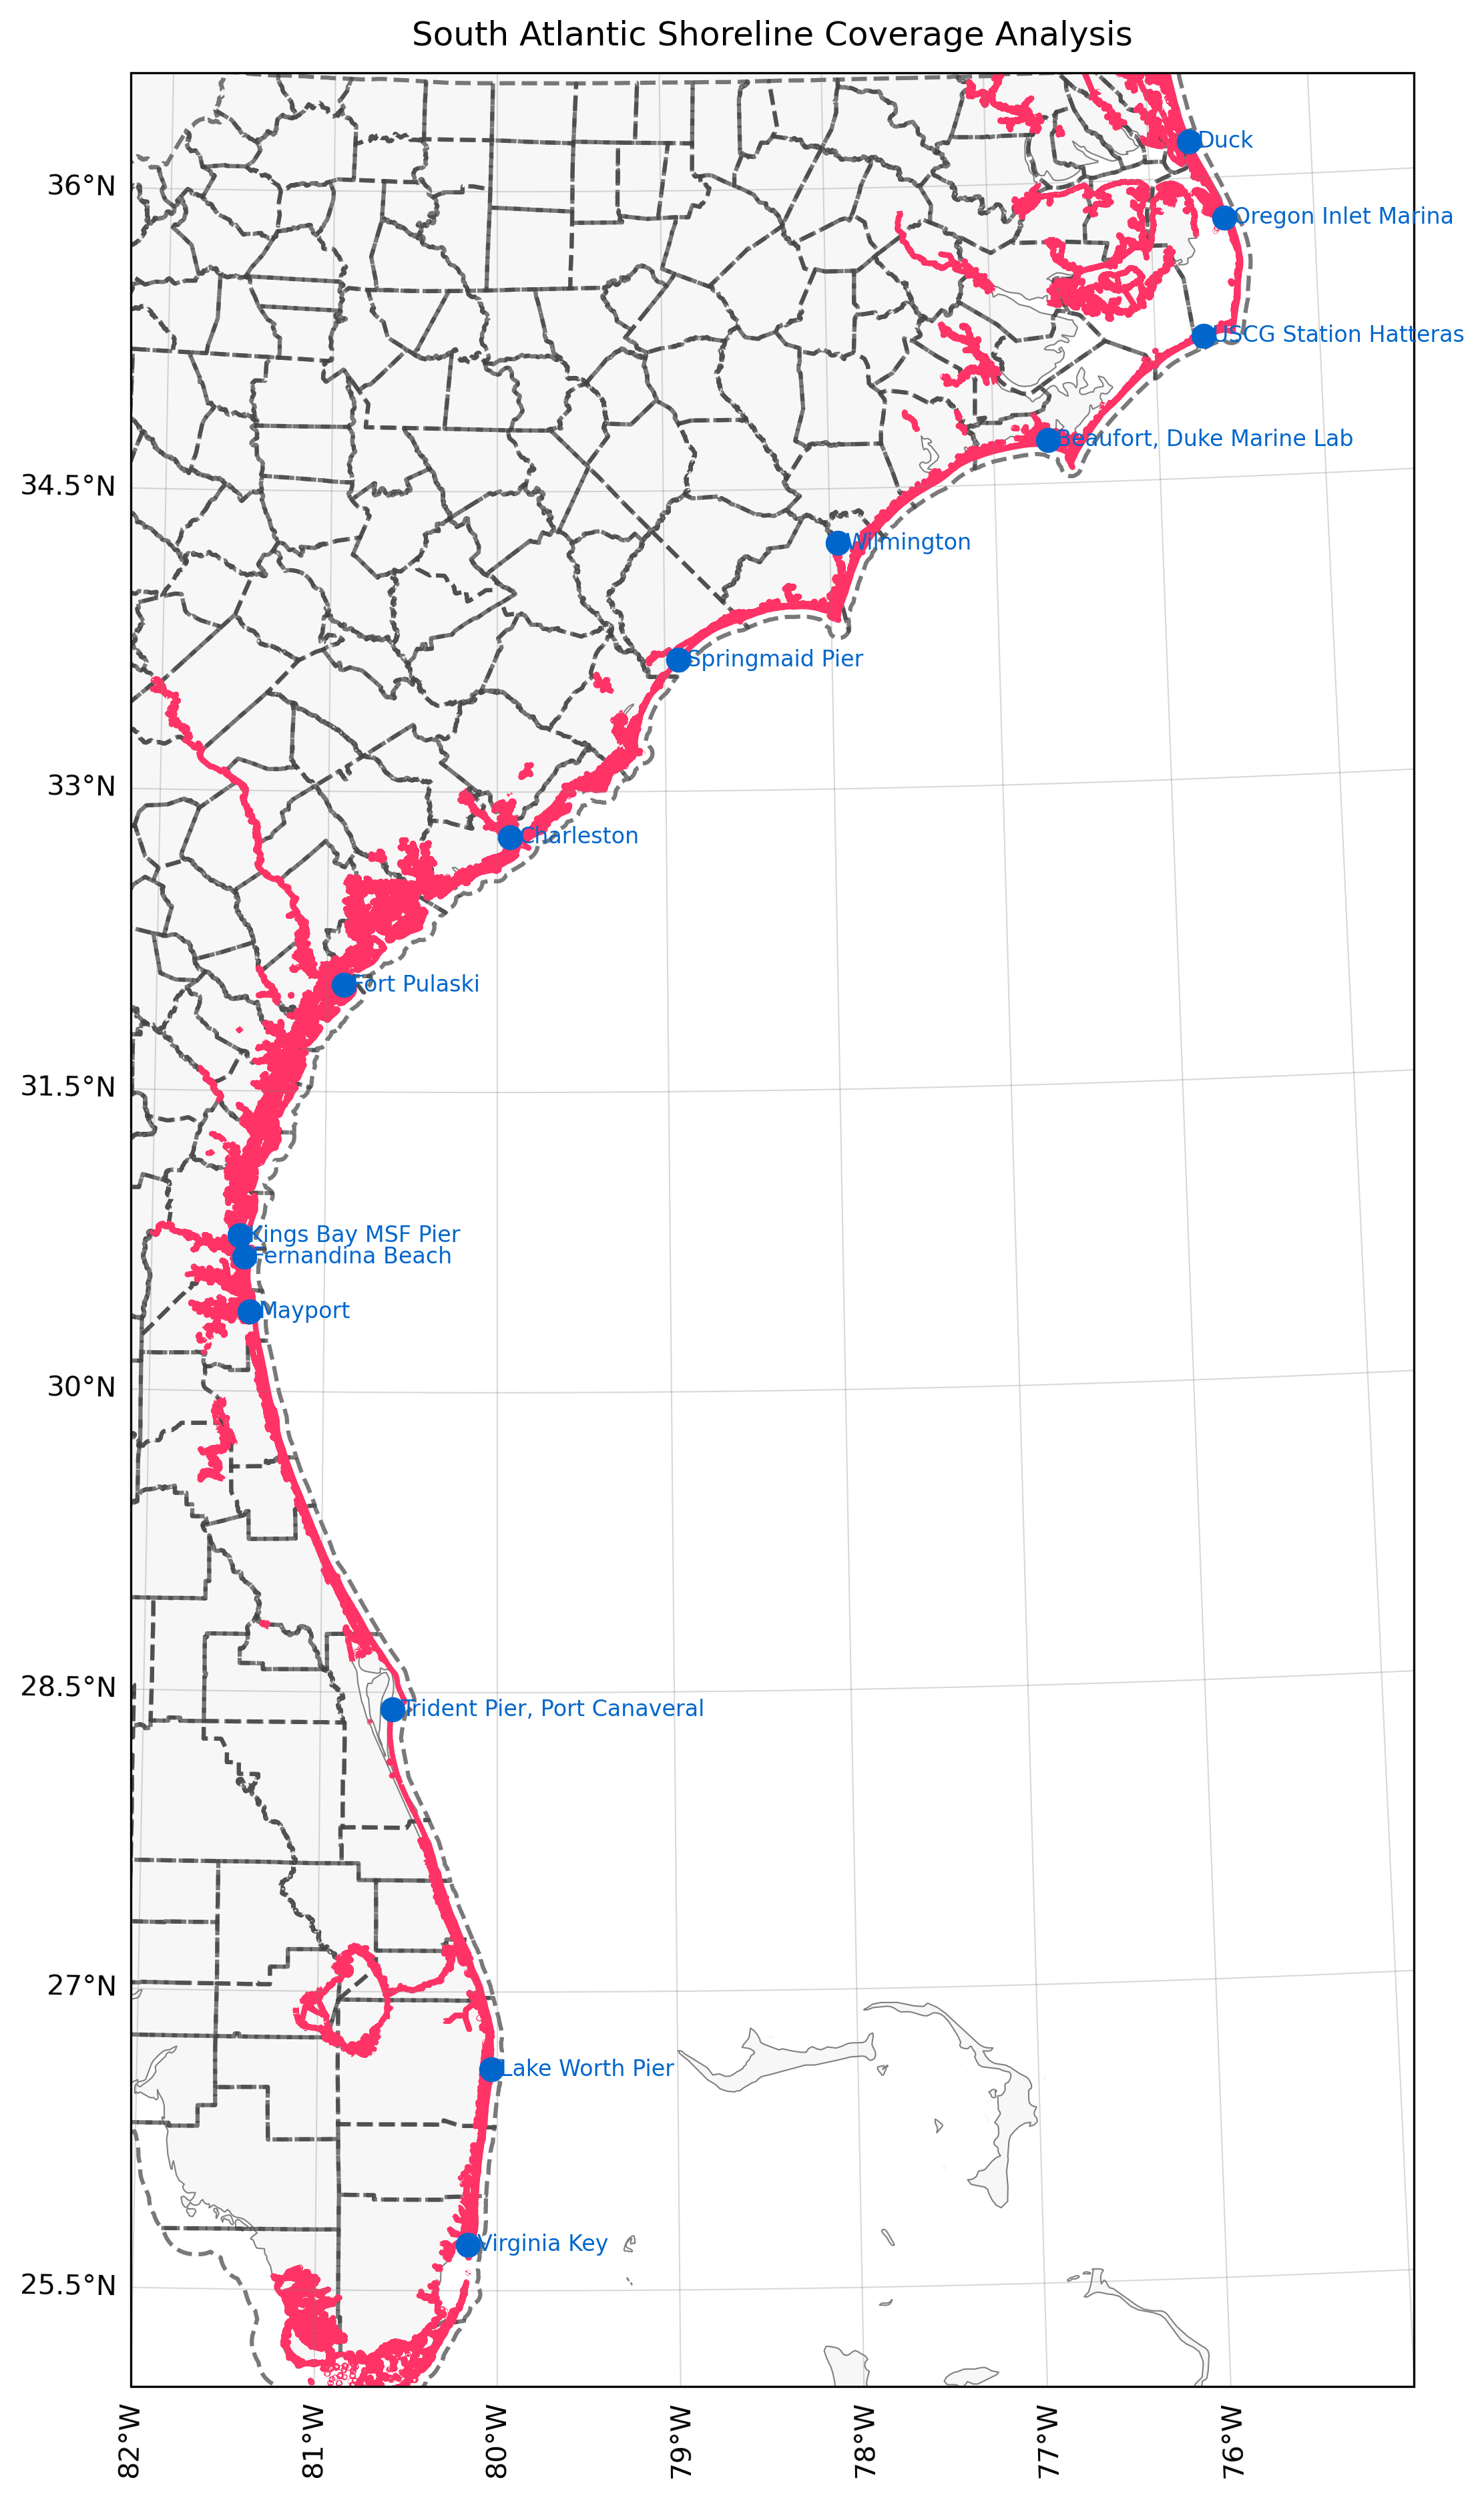 South Atlantic Shoreline Coverage Analysis
Duck
36°N
Oregon Inlet Marina
USCG Station Hatteras
Beaufort, Duke Marine Lab
34.5°N
Wilmington
Springmaid Pier
33°N
Charleston
Fort Pulaski
31.5°N
Kings Bay MSF Pier
Fernandina Beach
Mayport
30°N
28.5°N
Trident Pier, Port Canaveral
27°N
Lake Worth Pier
Virginia Key
25.5°N
82°W
81°W
80°W
79°W
78°W
77°W
76°W